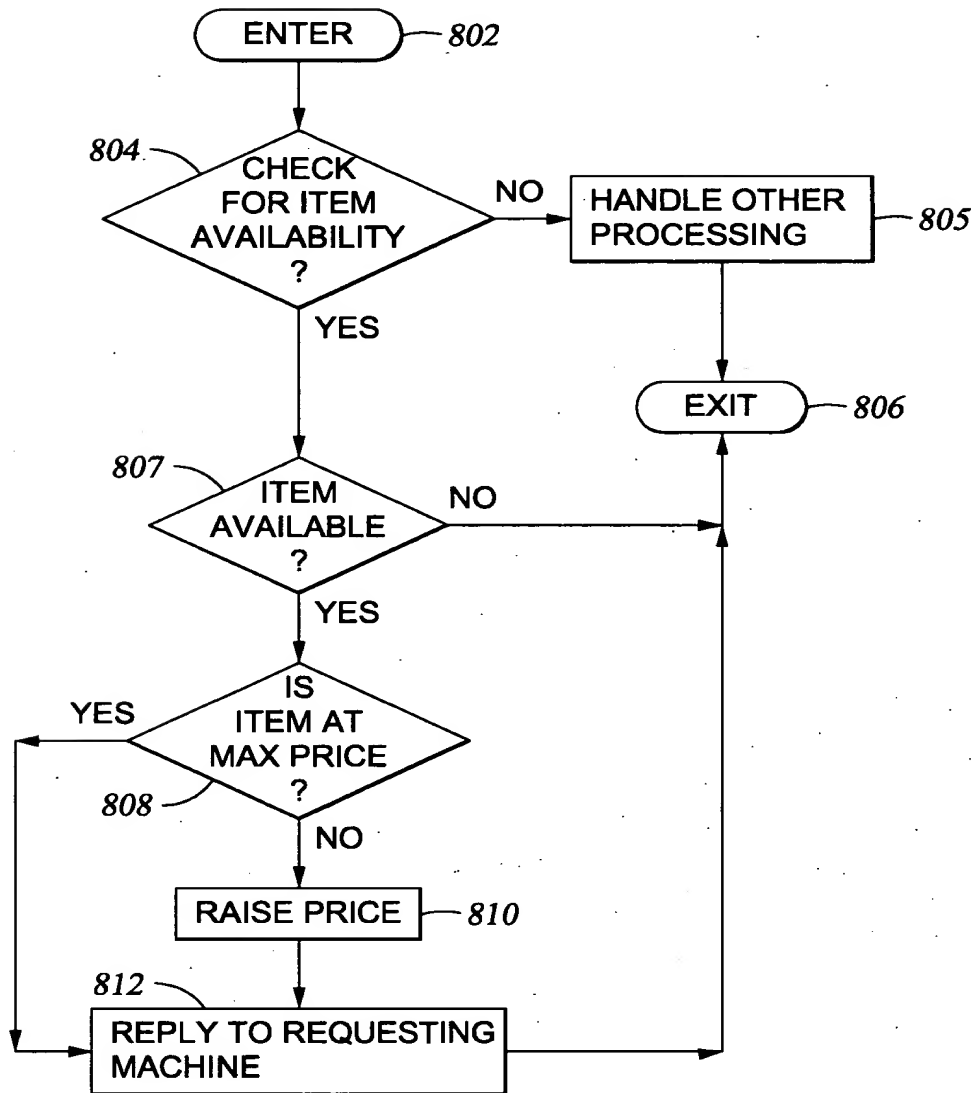 ENTER
802
804
CHECK
FOR ITEM
AVAILABILITY
?
NO
HANDLE OTHER
PROCESSING
805
YES
EXIT
806
807
ITEM
AVAILABLE
?
NO
YES
IS
ITEM AT
MAX PRICE
?
YES
808
NO
RAISE PRICE
810
812
REPLY TO REQUESTING
MACHINE